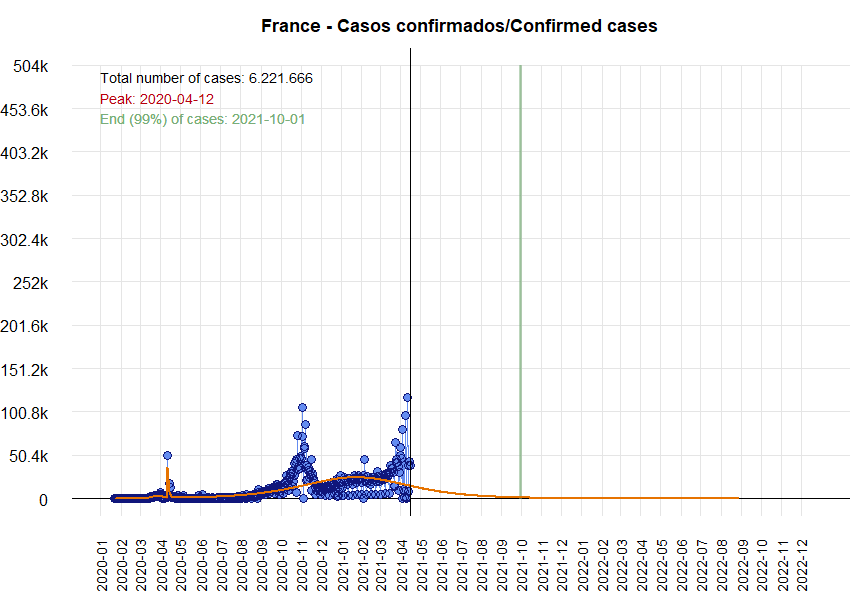 France - Casos confirmados/Confirmed cases
504k
453.6k
403.2k
352.8k
302.4k
252k
201.6k
151.2k
100.8k
50.4k
0
Total number of cases: 6.221.666
Peak: 2020-04-12
End (99%) of cases: 2021-10-01
2020-01
2020-02
2020-03
2020-04
2020-05
2020-06
2020-07
2020-08
2020-09
2020-10
2020-11
2020-12
2021-01
2021-02
2021-03
2021-04
2021-05
2021-06
2021-07
2021-08
2021-09
2021-10
2021-11
2021-12
2022-01
2022-02
2022-03
2022-04
2022-05
2022-06
2022-07
2022-08
2022-09
2022-10
2022-11
2022-12